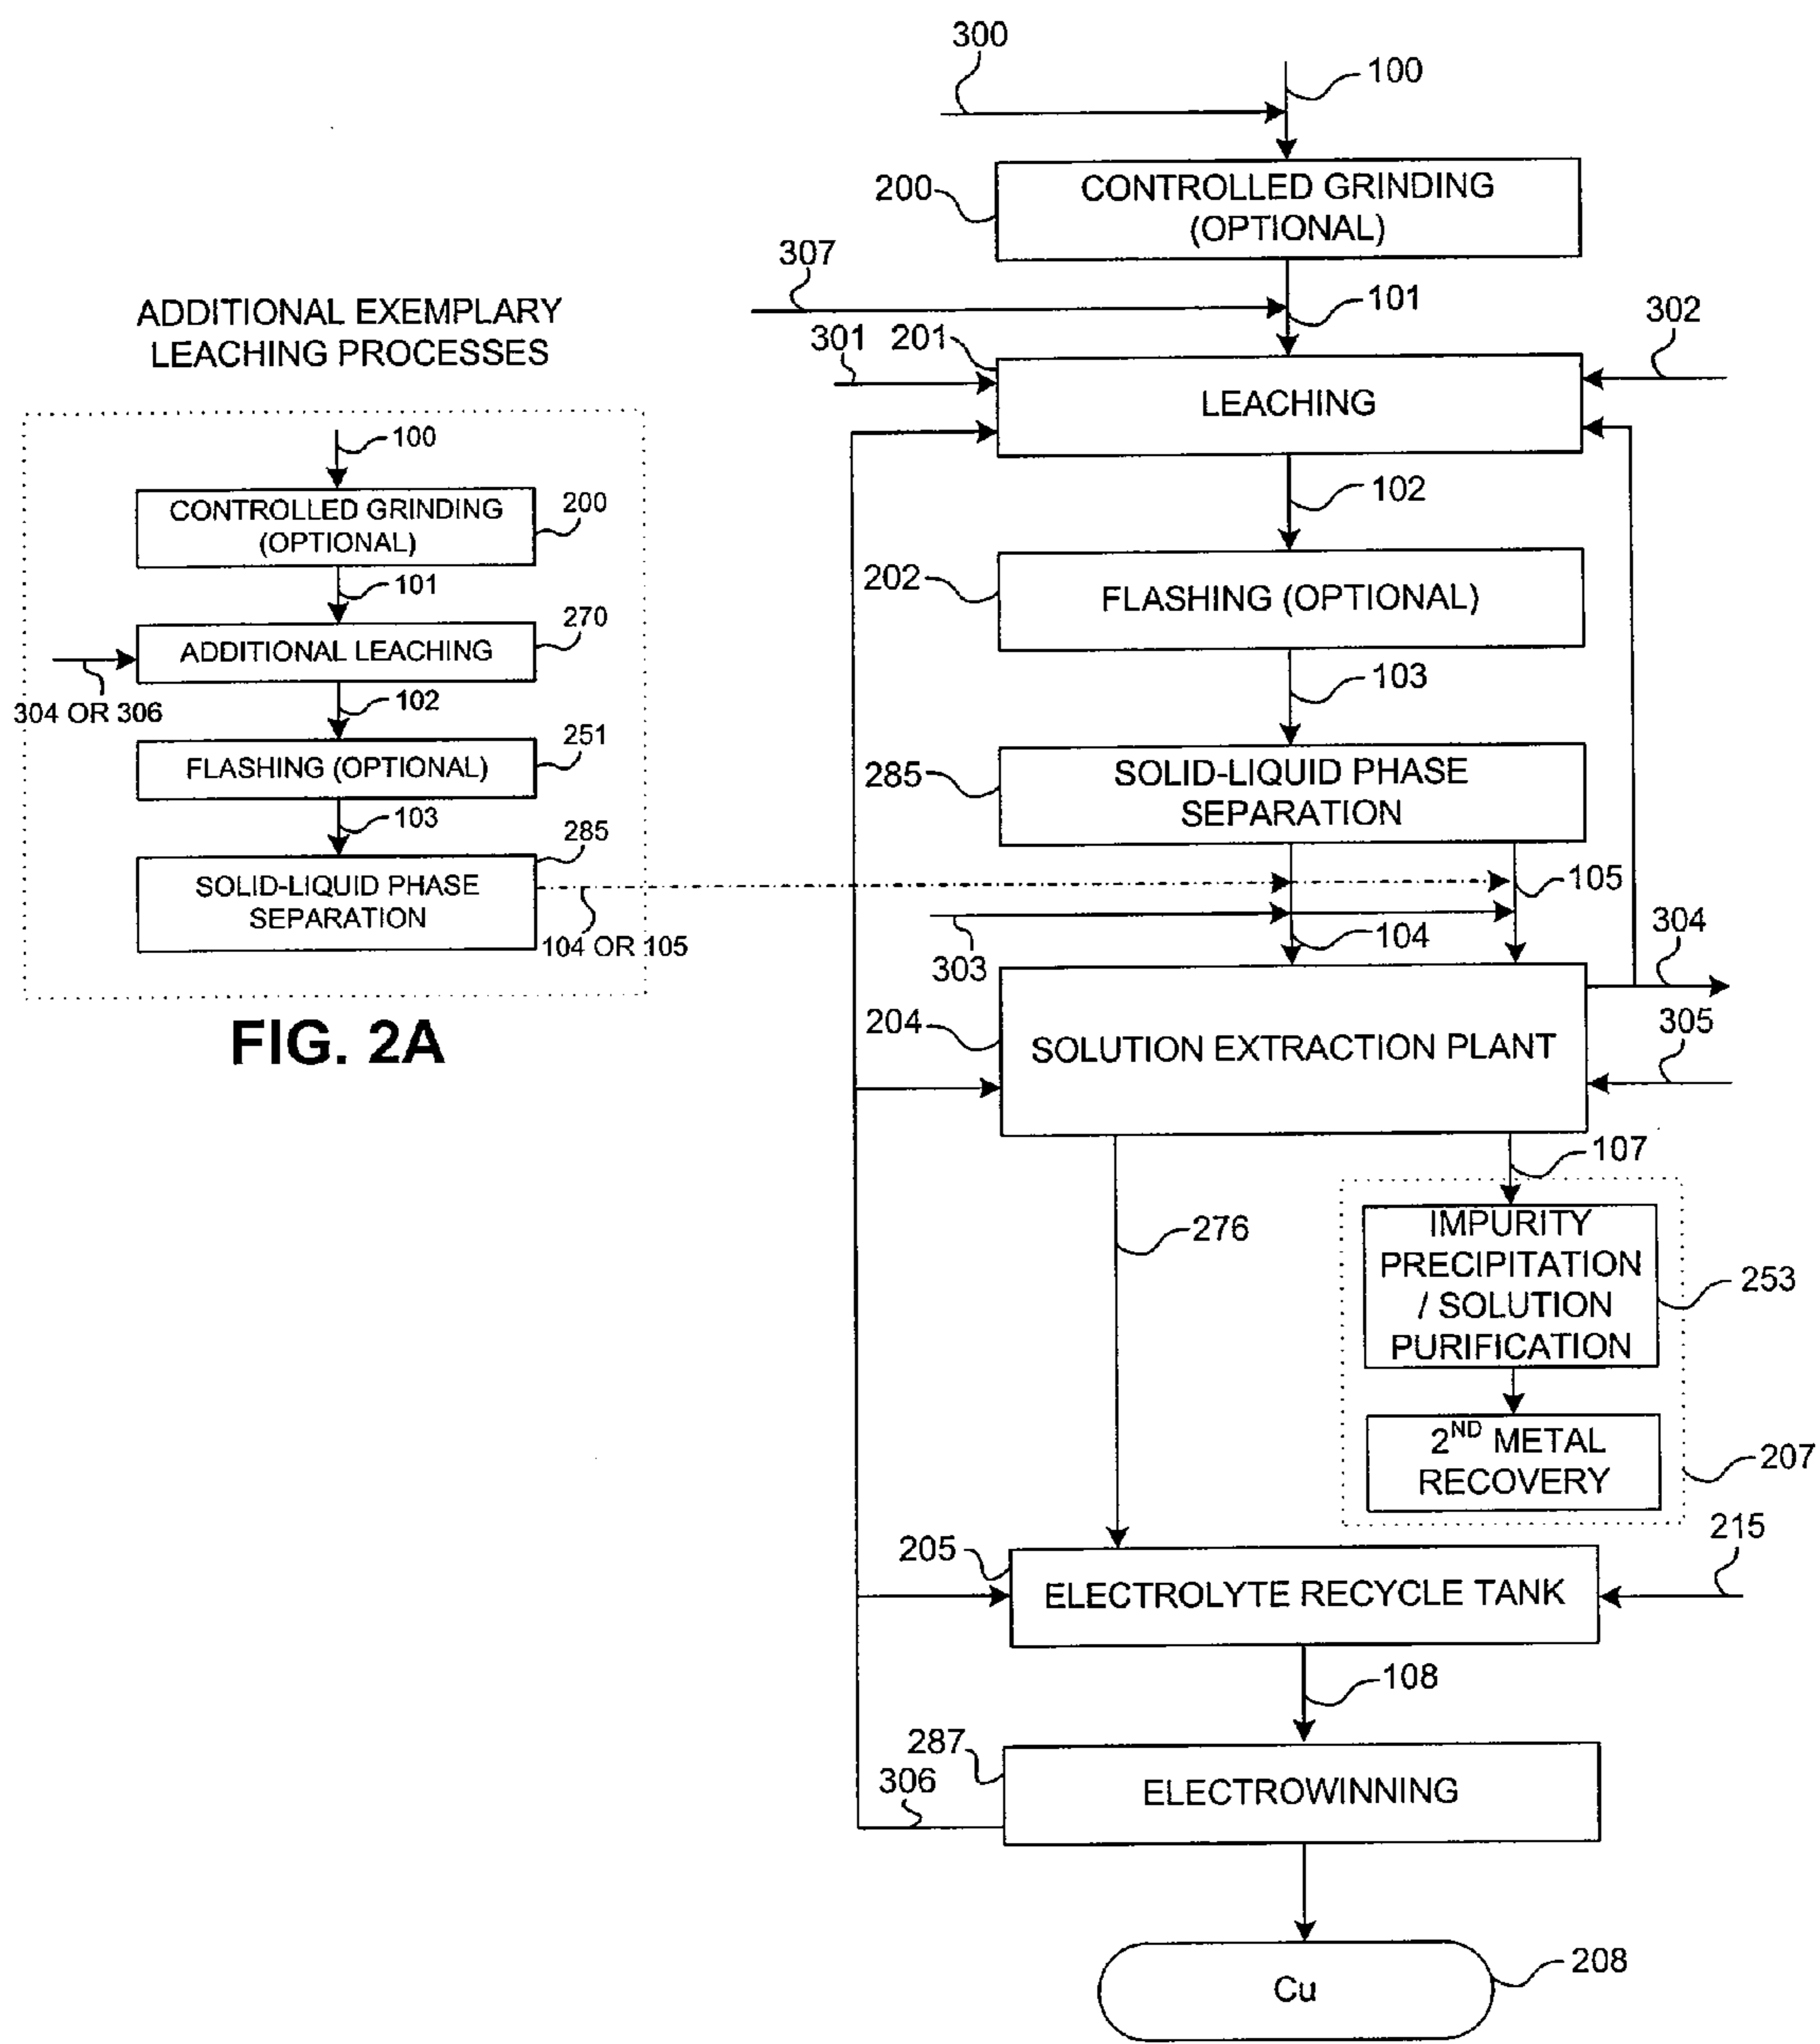 300
100
200
CONTROLLED GRINDING
(OPTIONAL)
307
101
301
201
302
LEACHING
102
202
FLASHING (OPTIONAL)
103
285
SOLID-LIQUID PHASE
SEPARATION
105
303
104
304
204
SOLUTION EXTRACTION PLANT
305
107
276
IMPURITY
PRECIPITATION
/ SOLUTION
PURIFICATION
253
2ND METAL
RECOVERY
207
205
215
ELECTROLYTE RECYCLE TANK
108
287
306
ELECTROWINNING
Cu
208
ADDITIONAL EXEMPLARY
LEACHING PROCESSES
100
CONTROLLED GRINDING
(OPTIONAL)
200
101
270
ADDITIONAL LEACHING
304 OR 306
102
251
FLASHING (OPTIONAL)
103
285
SOLID-LIQUID PHASE
SEPARATION
104 OR 105
FIG. 2A